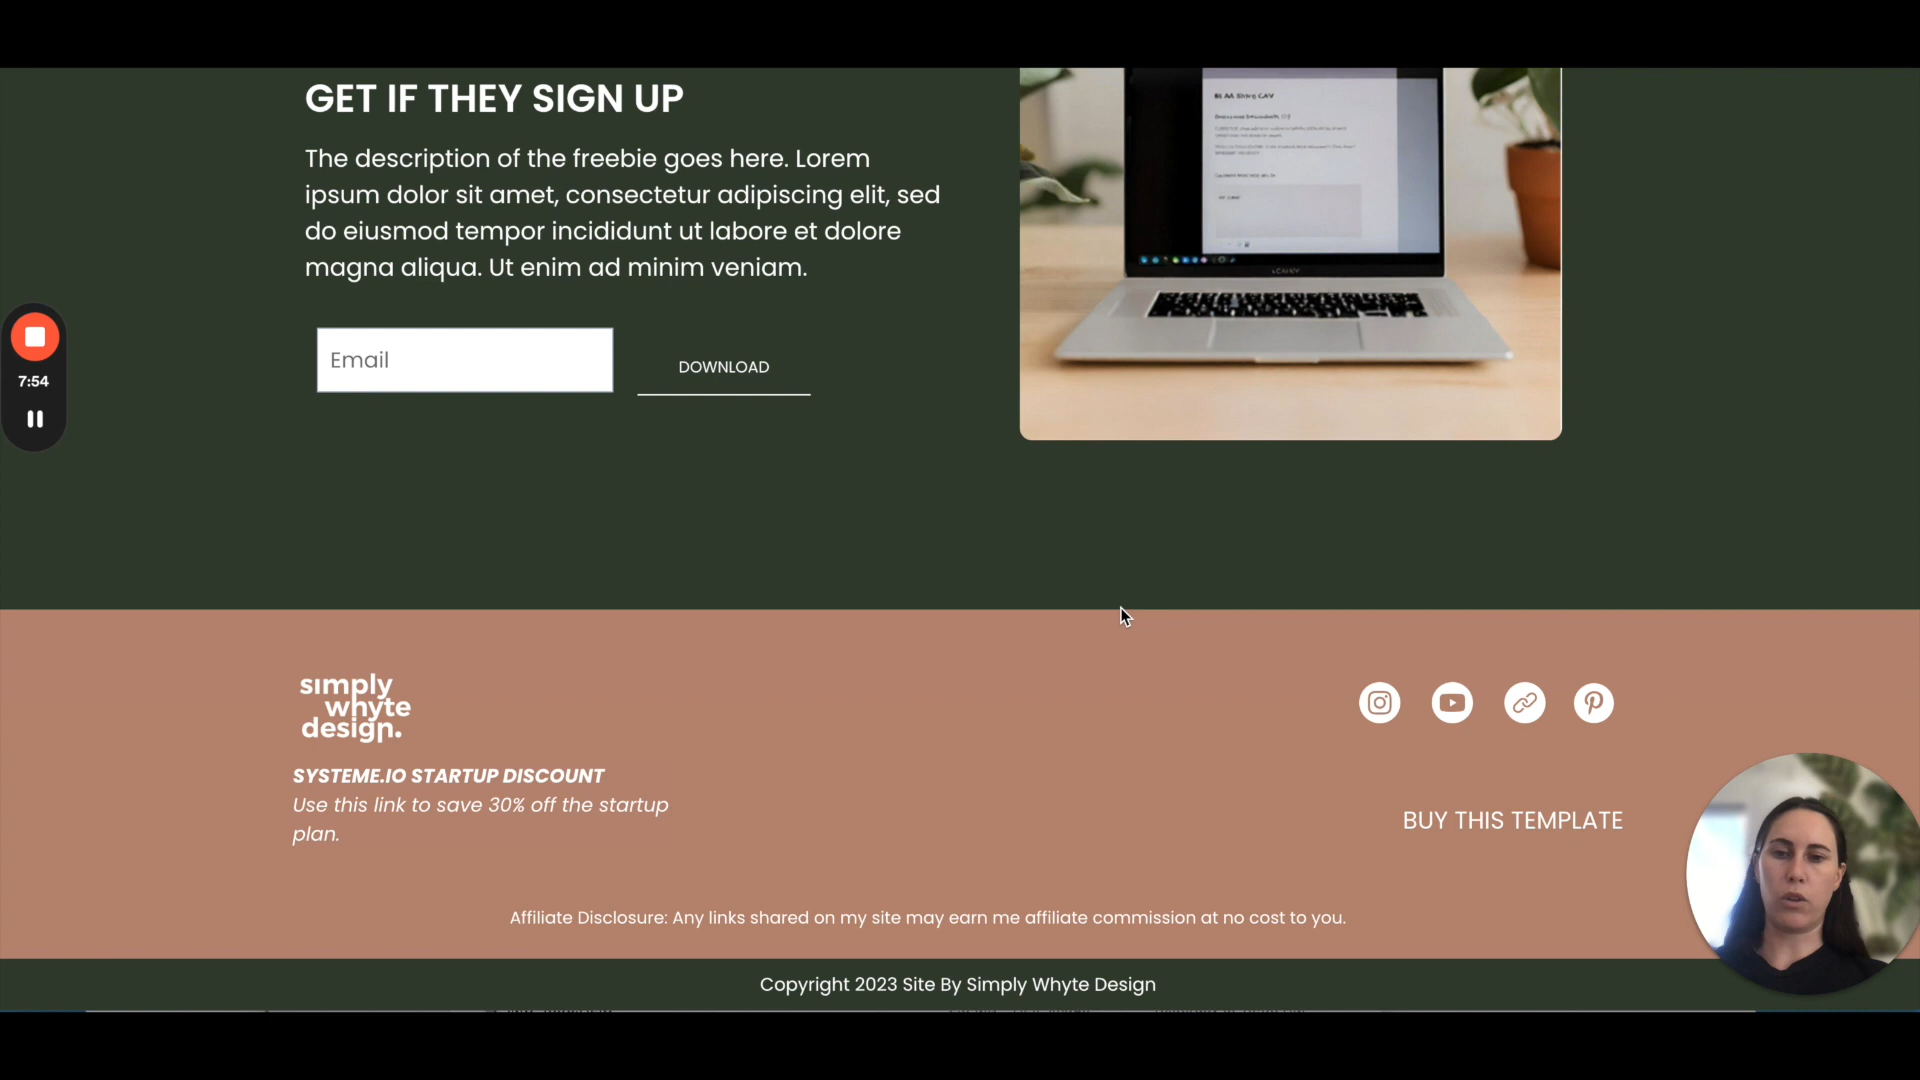 GET IF THEY SIGN UP
The description of the freebie goes here. Lorem
ipsum dolor sit amet, consectetur adipiscing elit, sed
do eiusmod tempor incididunt ut labore et dolore
magna aliqua. Ut enim ad minim veniam.
Email
DOWNLOAD
7:54
simply
whyte
design.
SYSTEME.IO STARTUP DISCOUNT
Use this link to save 30% off the startup
plan.
BUY THIS TEMPLATE
Affiliate Disclosure: Any links shared on my site may earn me affiliate commission at no cost to you.
Copyright 2023 Site By Simply Whyte Design